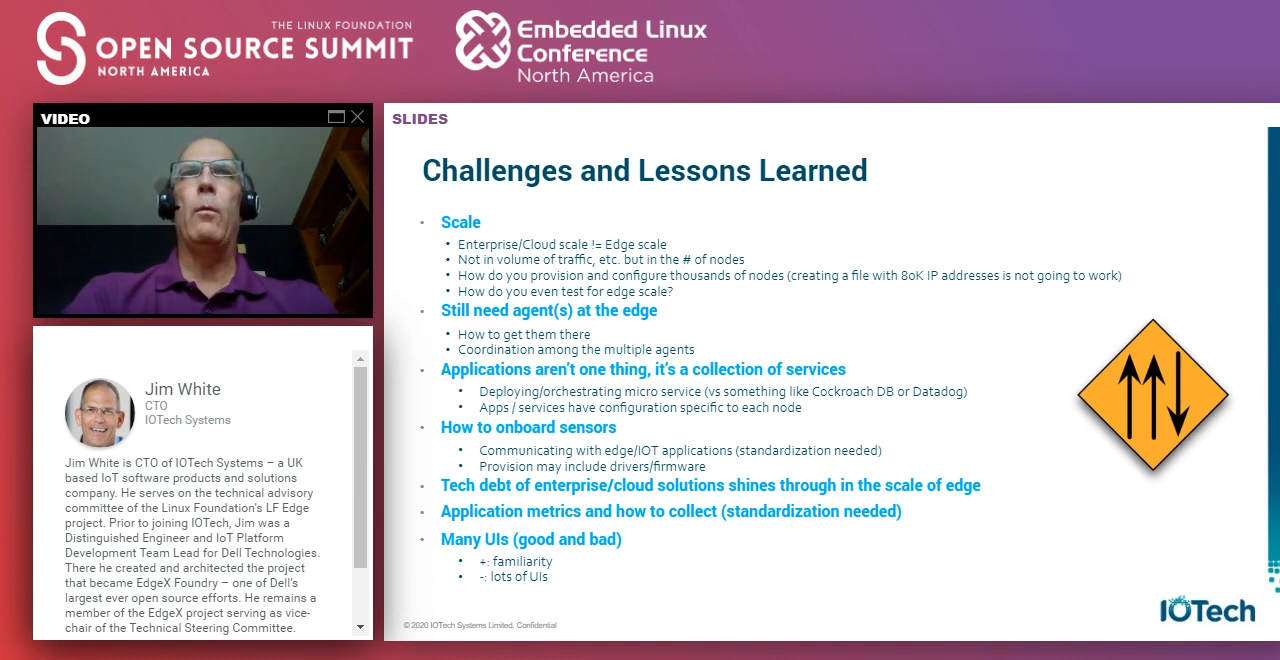 THE LINUX FOUNDATION
OPEN SOURCE SUMMIT
NORTH AMERICA
Embedded Linux
Conference
North America
VIDEO
Jim White
CTO
IOTech Systems
Jim White is CTO of IOTech Systems – a UK
based IoT software products and solutions
company. He serves on the technical advisory
committee of the Linux Foundation's LF Edge
project. Prior to joining IOTech, Jim was a
Distinguished Engineer and IoT Platform
Development Team Lead for Dell Technologies.
There he created and architected the project
that became EdgeX Foundry – one of Dell's
largest ever open source efforts. He remains a
member of the EdgeX project serving as vice-
chair of the Technical Steering Committee.
SLIDES
Challenges and Lessons Learned
• Scale
• Enterprise/Cloud scale != Edge scale
• Not in volume of traffic, etc. but in the # of nodes
• How do you provision and configure thousands of nodes (creating a file with 80K IP addresses is not going to work)
• How do you even test for edge scale?
• Still need agent(s) at the edge
• How to get them there
• Coordination among the multiple agents
• Applications aren't one thing, it's a collection of services
• Deploying/orchestrating micro service (vs something like Cockroach DB or Datadog)
• Apps / services have configuration specific to each node
• How to onboard sensors
• Communicating with edge/IOT applications (standardization needed)
• Provision may include drivers/firmware
• Tech debt of enterprise/cloud solutions shines through in the scale of edge
• Application metrics and how to collect (standardization needed)
• Many UIs (good and bad)
• +: familiarity
• -: lots of UIs
© 2020 IOTech Systems Limited. Confidential
IOTech